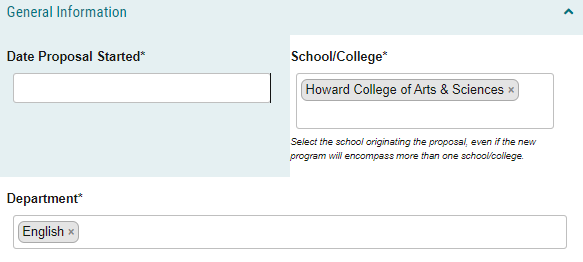 General Information
Date Proposal Started*
School/College*
Howard College of Arts & Sciences ×
Select the school originating the proposal, even if the new
program will encompass more than one school/college.
Department*
English ×